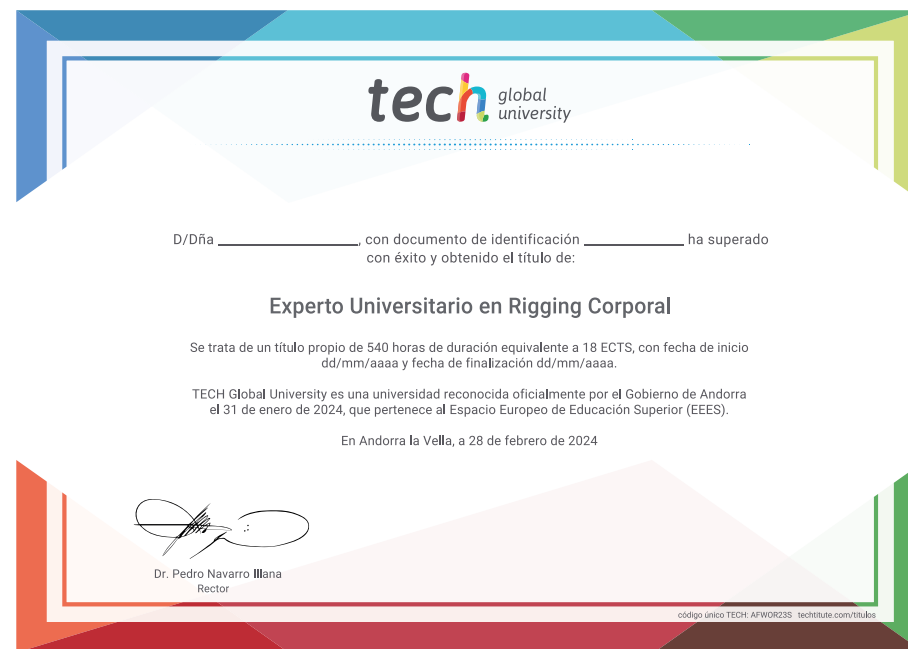 tech global university
D/Dña ______________, con documento de identificación __________ ha superado
con éxito y obtenido el título de:
Experto Universitario en Rigging Corporal
Se trata de un título propio de 540 horas de duración equivalente a 18 ECTS, con fecha de inicio
dd/mm/aaaa y fecha de finalización dd/mm/aaaa.
TECH Global University es una universidad reconocida oficialmente por el Gobierno de Andorra
el 31 de enero de 2024, que pertenece al Espacio Europeo de Educación Superior (EEES).
En Andorra la Vella, a 28 de febrero de 2024
Dr. Pedro Navarro Illana
Rector
código único TECH: AFWOR23S techtitute.com/titulos